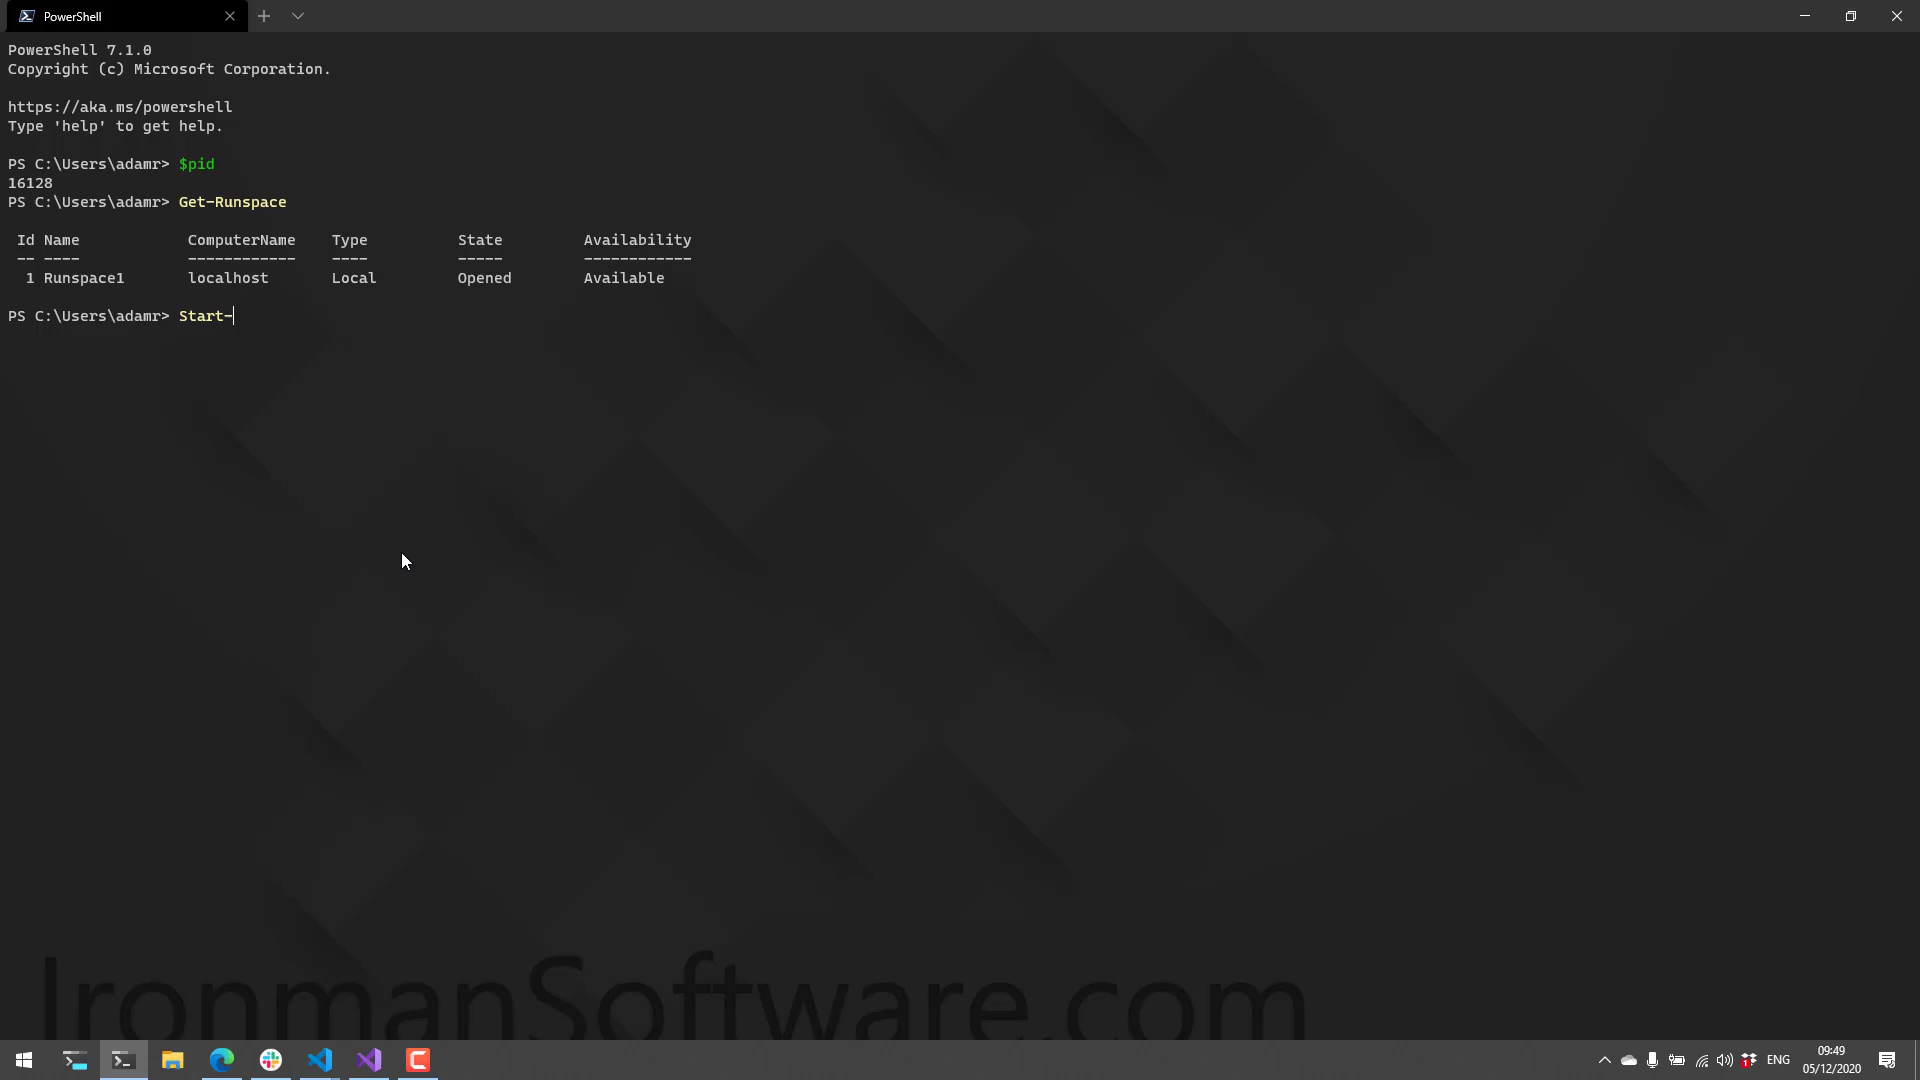 PowerShell
PowerShell 7.1.0
Copyright (c) Microsoft Corporation.
https://aka.ms/powershell
Type 'help' to get help.
PS C:\Users\adamr> $pid
16128
PS C:\Users\adamr> Get-Runspace
Id Name ComputerName Type State Availability
-- ---- ------------ ---- ----- ------------
1 Runspace1 localhost Local Opened Available
PS C:\Users\adamr> Start-
IronmanSoftware.com
ENG
09:49
05/12/2020